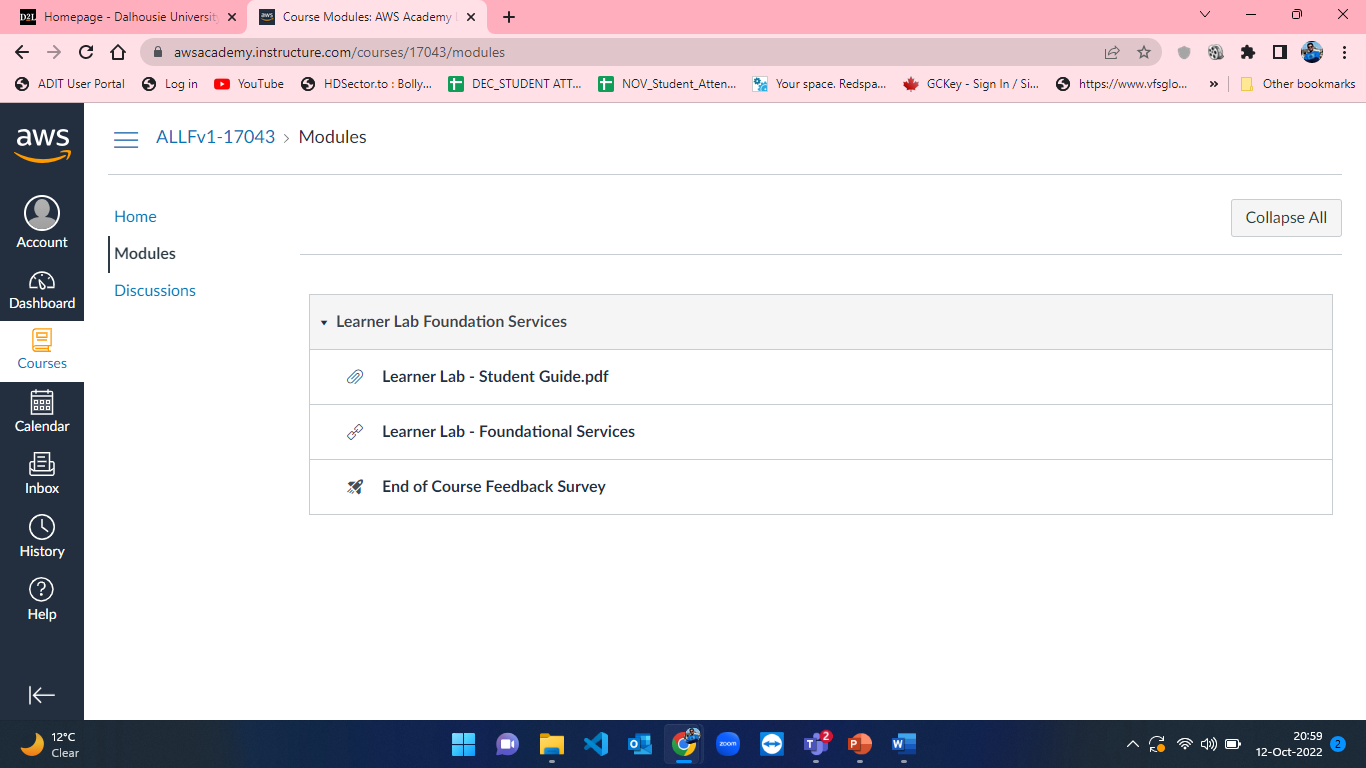 D2L Homepage - Dalhousie University
aws Course Modules: AWS Academy
awsacademy.instructure.com/courses/17043/modules
ADIT User Portal Log in YouTube HDSector.to : Bolly... DEC_STUDENT ATT... NOV_Student_Atten... Your space. Redspa... GCKey - Sign In / Si... https://www.vfsglo... » Other bookmarks
aws
ALLFv1-17043 › Modules
Account
Dashboard
Courses
Calendar
Inbox
History
Help
Home
Modules
Discussions
Collapse All
Learner Lab Foundation Services
Learner Lab - Student Guide.pdf
Learner Lab - Foundational Services
End of Course Feedback Survey
12°C
Clear
zoom
2
20:59
12-Oct-2022
2